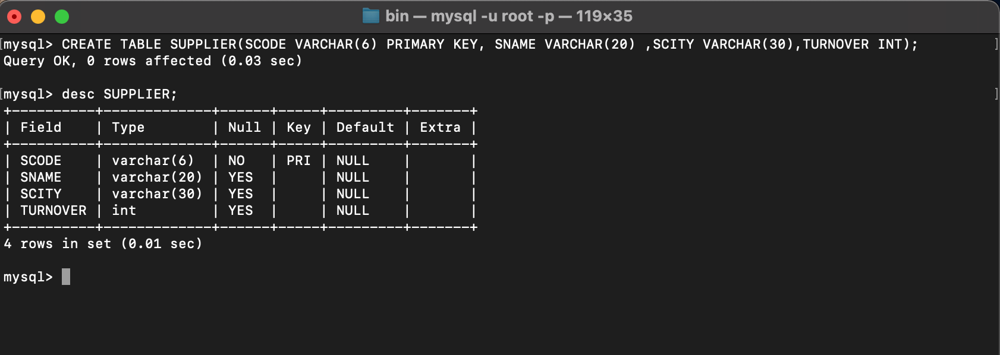 bin — mysql -u root -p — 119×35
[mysql> CREATE TABLE SUPPLIER(SCODE VARCHAR(6) PRIMARY KEY, SNAME VARCHAR(20) ,SCITY VARCHAR(30),TURNOVER INT); ]
Query OK, 0 rows affected (0.03 sec)
[mysql> desc SUPPLIER; ]
+----------+-------------+------+-----+---------+-------+
| Field    | Type        | Null | Key | Default | Extra |
+----------+-------------+------+-----+---------+-------+
| SCODE    | varchar(6)  | NO   | PRI | NULL    |       |
| SNAME    | varchar(20) | YES  |     | NULL    |       |
| SCITY    | varchar(30) | YES  |     | NULL    |       |
| TURNOVER | int         | YES  |     | NULL    |       |
+----------+-------------+------+-----+---------+-------+
4 rows in set (0.01 sec)
mysql>